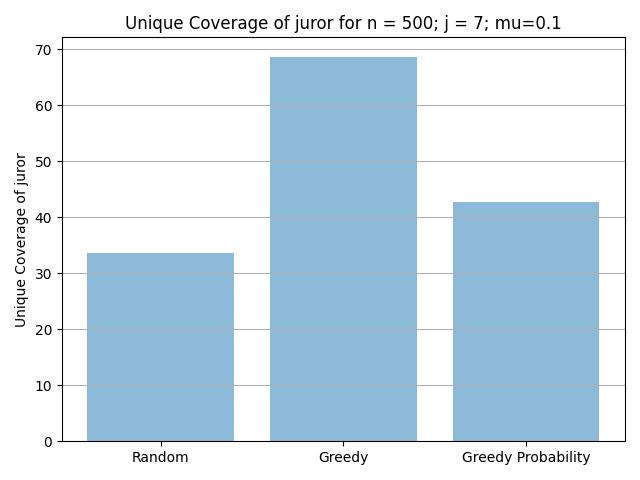 Unique Coverage of juror for n = 500; j = 7; mu=0.1
Unique Coverage of juror
70
60
50
40
30
20
10
0
Random Greedy Greedy Probability